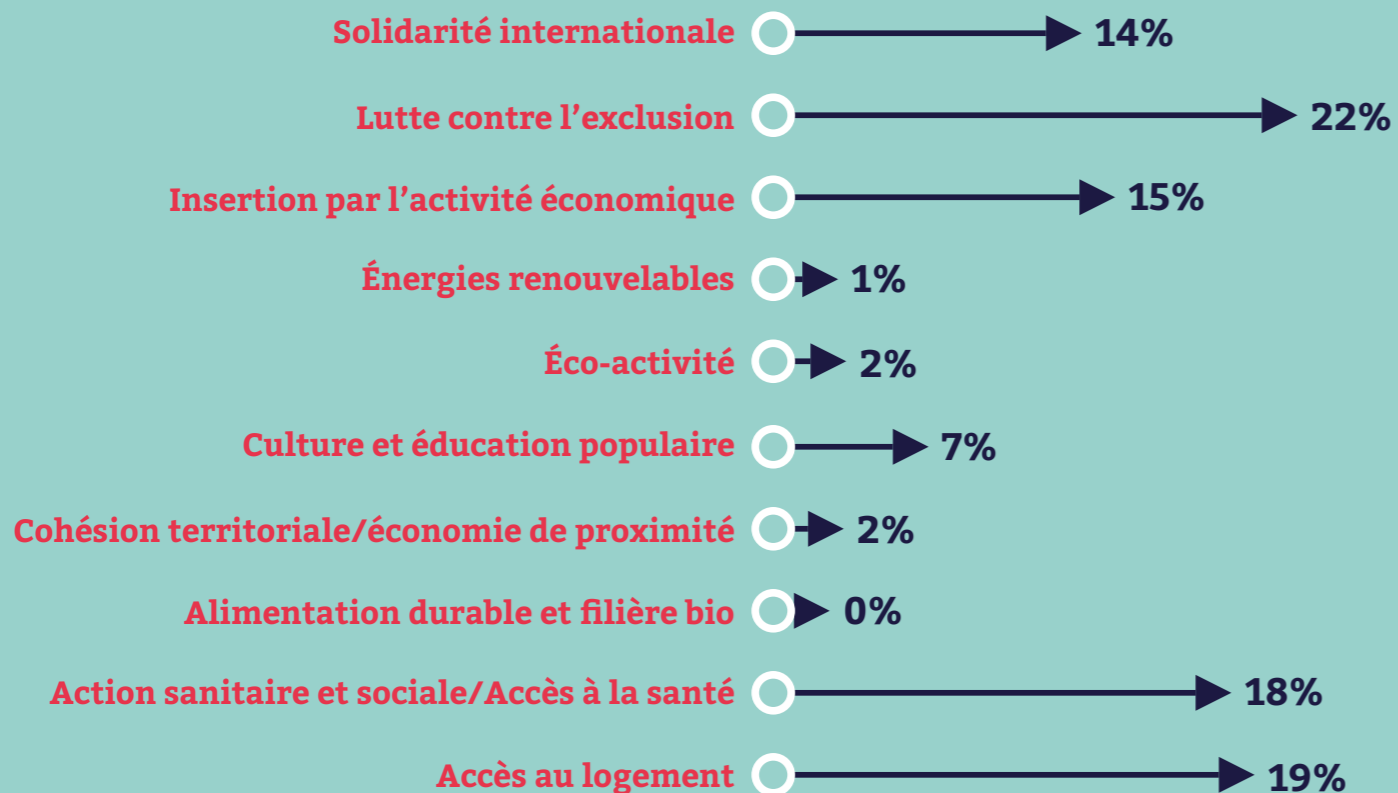 Solidarité internationale 14%
Lutte contre l’exclusion 22%
Insertion par l’activité économique 15%
Énergies renouvelables 1%
Éco-activité 2%
Culture et éducation populaire 7%
Cohésion territoriale/économie de proximité 2%
Alimentation durable et filière bio 0%
Action sanitaire et sociale/Accès à la santé 18%
Accès au logement 19%